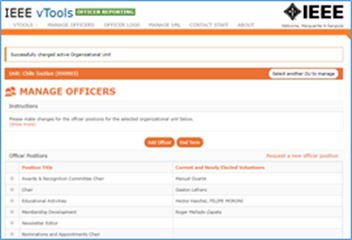 IEEE vTools OFFICER REPORTING
IEEE
VTOOLS MANAGE OFFICERS OFFICER LOGS MANAGE URL CONTACT STAFF ABOUT
Welcome, Marguerite
Successfully changed active Organizational Unit
Unit: Chile Section (R90003) Select another OU to manage
MANAGE OFFICERS
Instructions
Please make changes for the officer positions for the selected organizational unit below.
(show more)
Add Officer End Term
Officer Positions Request a new officer position
Position Title Current and Newly Elected Volunteers
Awards & Recognition Committee Chair Manuel Duarte
Chair Gaston Lefranc
Educational Activities Hector Kaschel, FELIPE
Membership Development Roger Mellado-Zapata
Newsletter Editor
Nominations and Appointments Chair